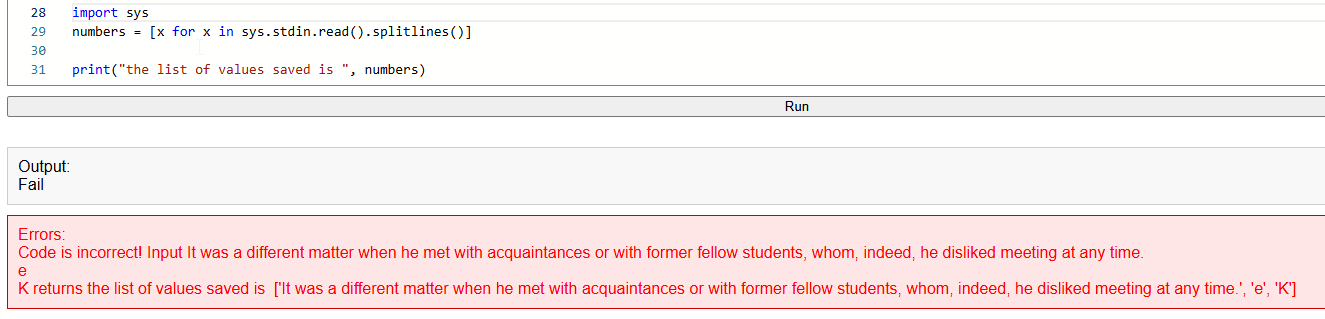 28 import sys
29 numbers = [x for x in sys.stdin.read().splitlines()]
30
31 print("the list of values saved is ", numbers)
Run
Output:
Fail
Errors:
Code is incorrect! Input It was a different matter when he met with acquaintances or with former fellow students, whom, indeed, he disliked meeting at any time.
e
K returns the list of values saved is  ['It was a different matter when he met with acquaintances or with former fellow students, whom, indeed, he disliked meeting at any time.', 'e', 'K']